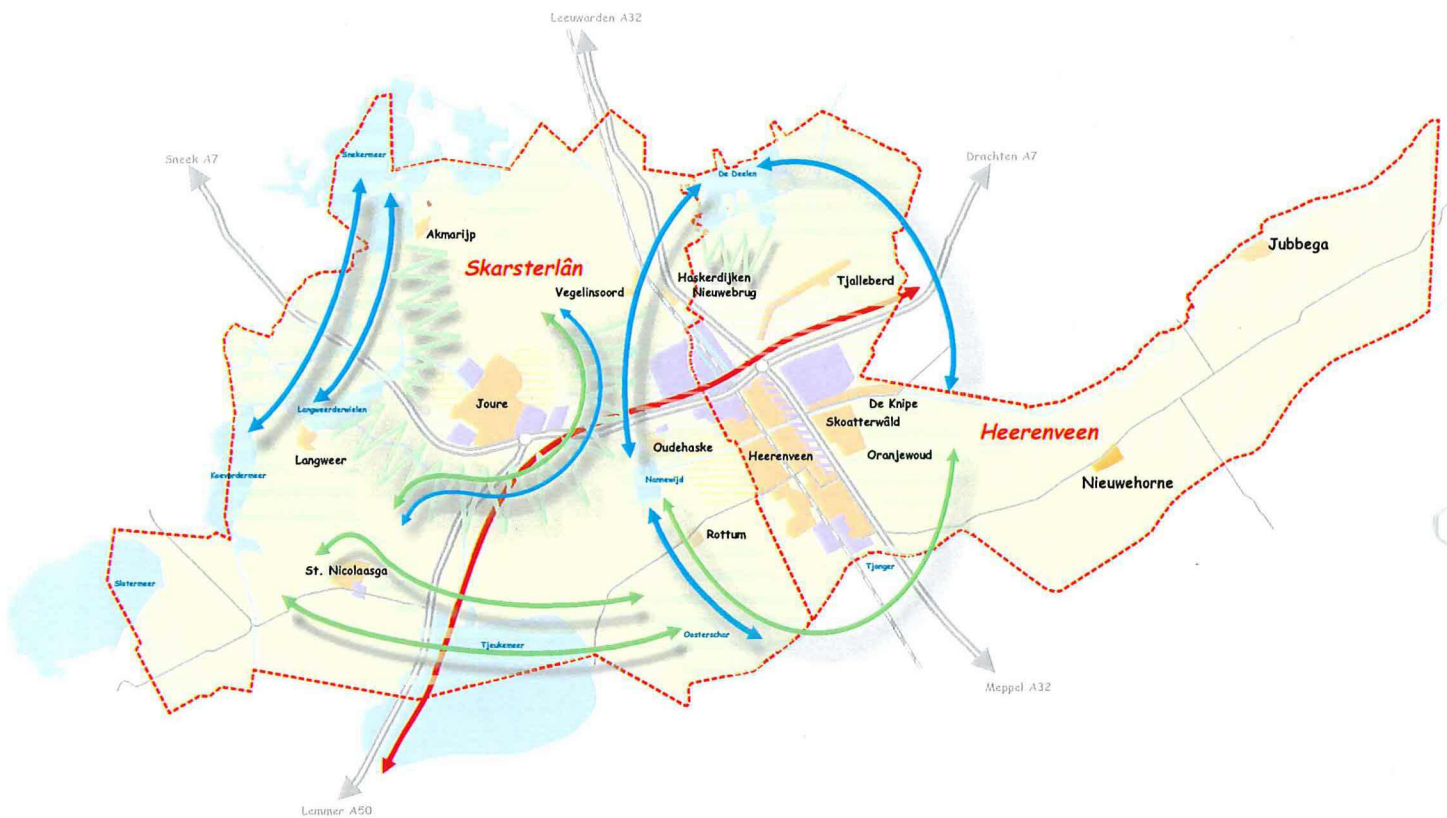 Leeuwarden A32
Sneek A7
Snekermeer
De Deelen
Drachten A7
Akmarijp
Jubbega
Skarsterlân
Haskerdijken
Nieuwebrug
Tjalleberd
Vegelinsoord
Joure
Langweerderwielen
De Knipe
Skoatterwâld
Heerenveen
Langweer
Oudehaske
Heerenveen
Oranjewoud
Koevordermeer
Nannewijd
Nieuwehorne
Rottum
St. Nicolaasga
Tjonger
Slotermeer
Oosterschar
Tjeukemeer
Meppel A32
Lemmer A50